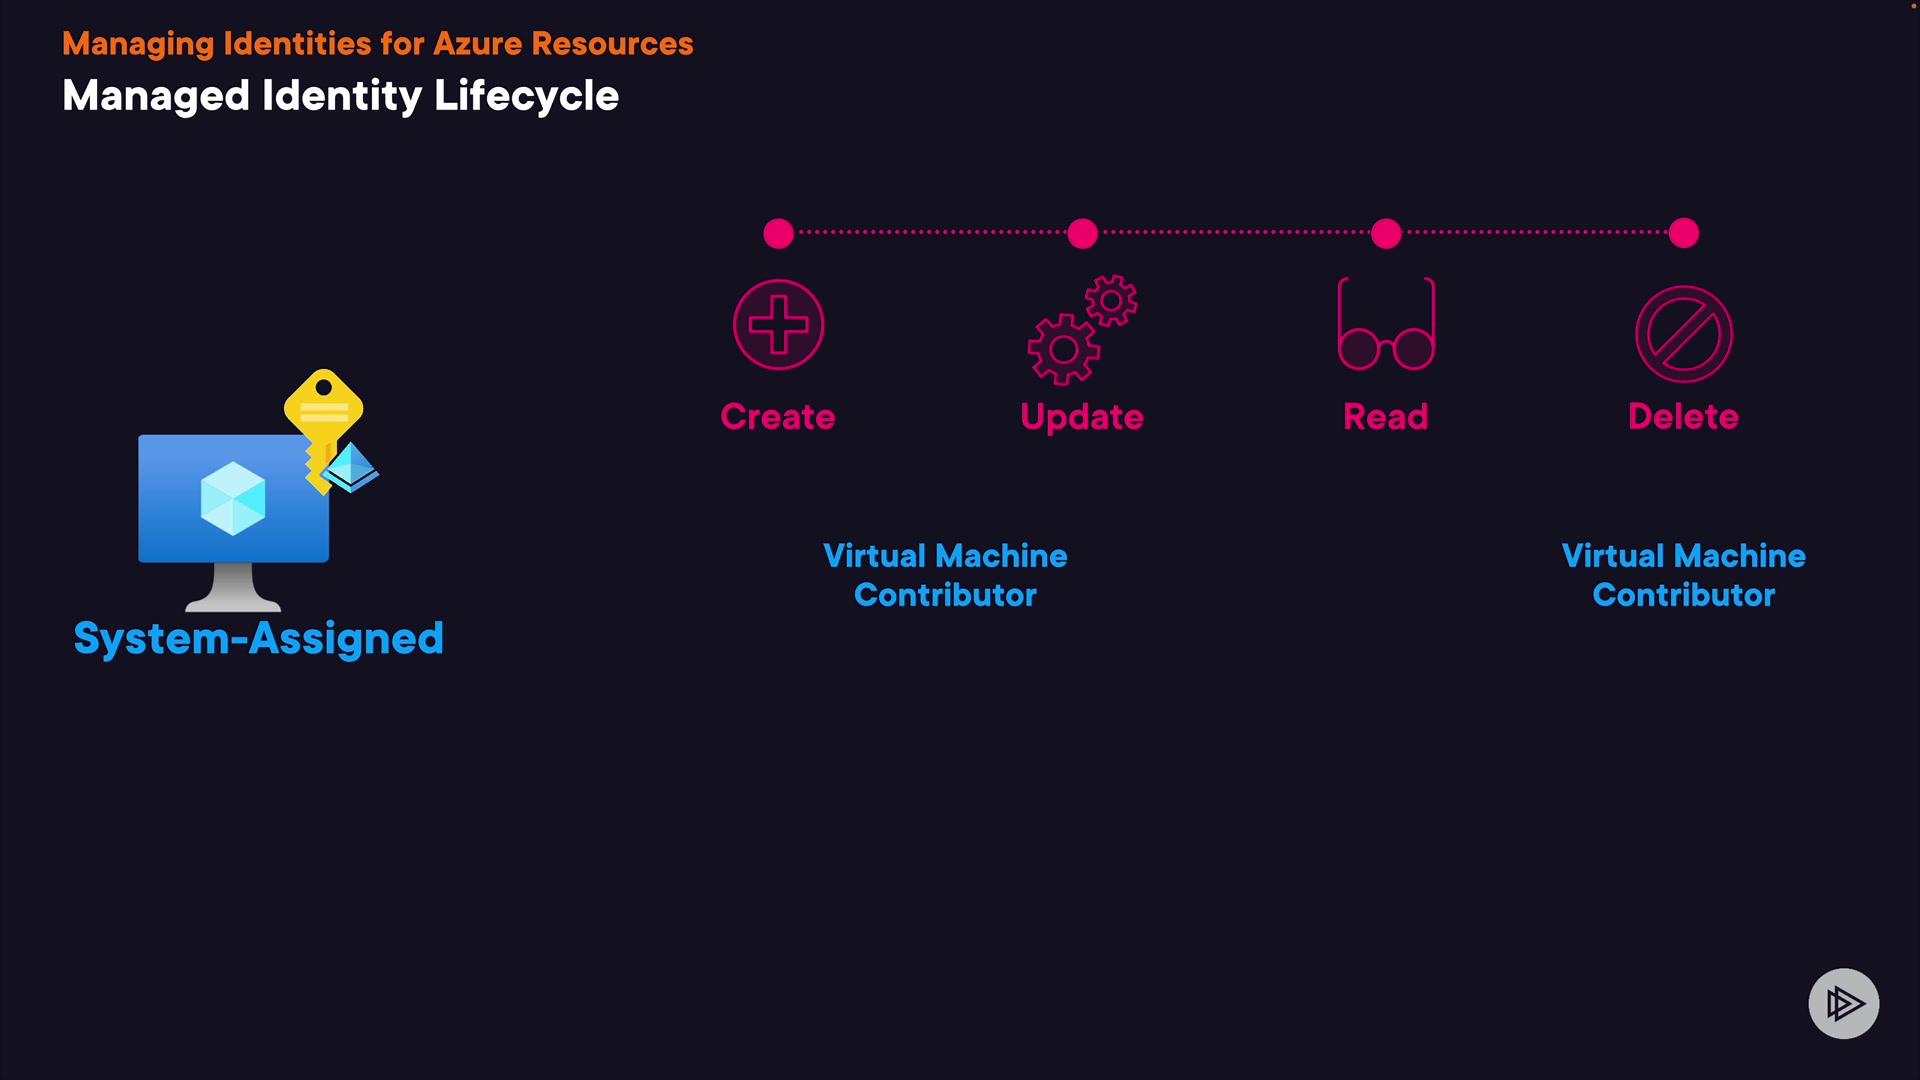 Managing Identities for Azure Resources
Managed Identity Lifecycle
Create
Update
Read
Delete
System-Assigned
Virtual Machine
Contributor
Virtual Machine
Contributor